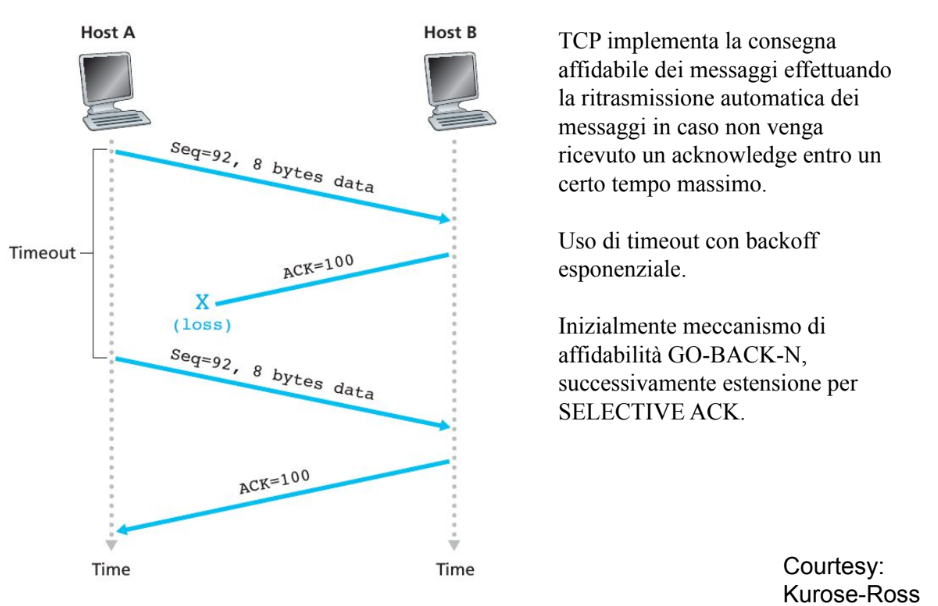 Host A
Host B
Seq=92, 8 bytes data
Timeout
ACK=100
X
(loss)
Seq=92, 8 bytes data
ACK=100
Time
Time
TCP implementa la consegna
affidabile dei messaggi effettuando
la ritrasmissione automatica dei
messaggi in caso non venga
ricevuto un acknowledge entro un
certo tempo massimo.
Uso di timeout con backoff
esponenziale.
Inizialmente meccanismo di
affidabilità GO-BACK-N,
successivamente estensione per
SELECTIVE ACK.
Courtesy:
Kurose-Ross